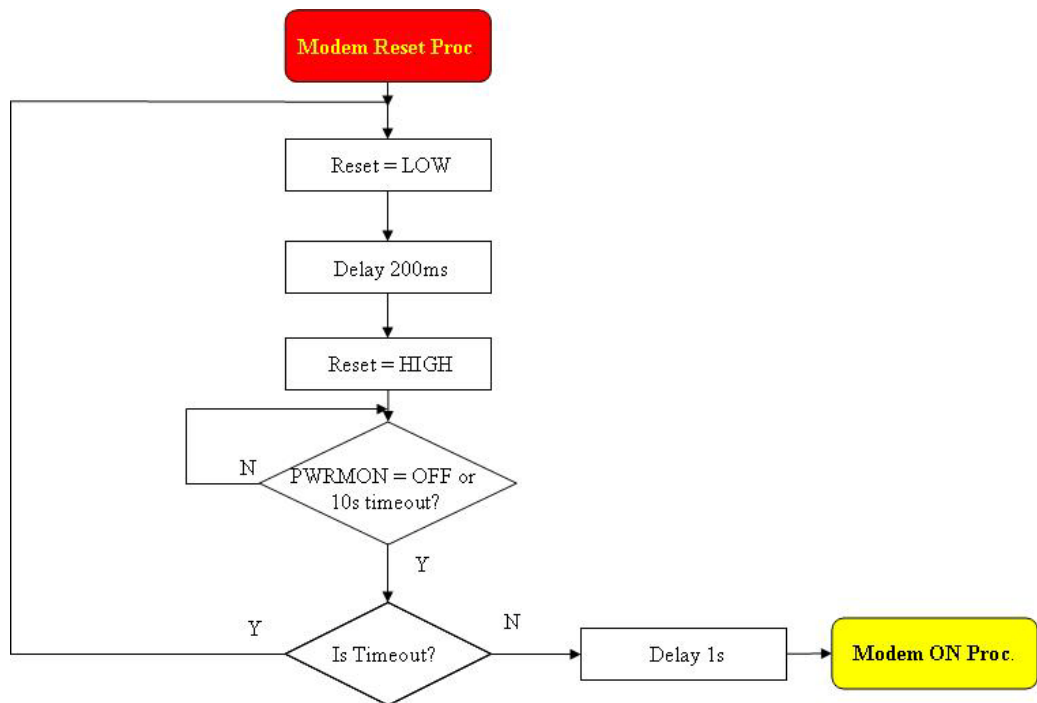 Modem Reset Proc
Reset = LOW
Delay 200ms
Reset = HIGH
N
PWRMON = OFF or
10s timeout?
Y
Y
Is Timeout?
N
Delay 1s
Modem ON Proc.